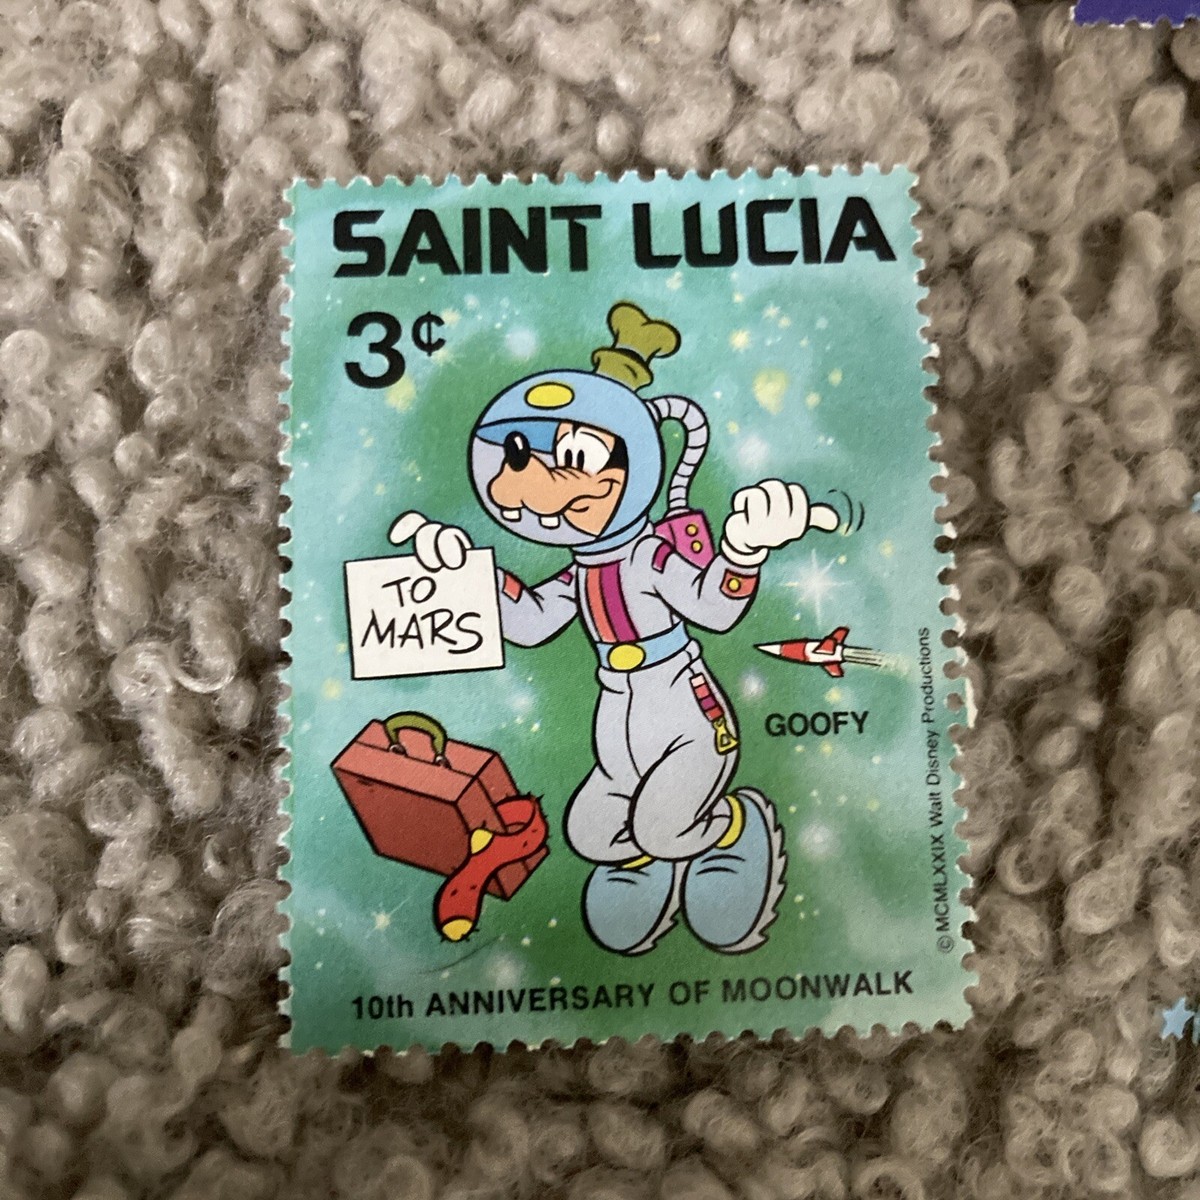 SAINT LUCIA
3¢
TO
MARS
GOOFY
© MCMLXXIX Walt Disney Productions
10th ANNIVERSARY OF MOONWALK